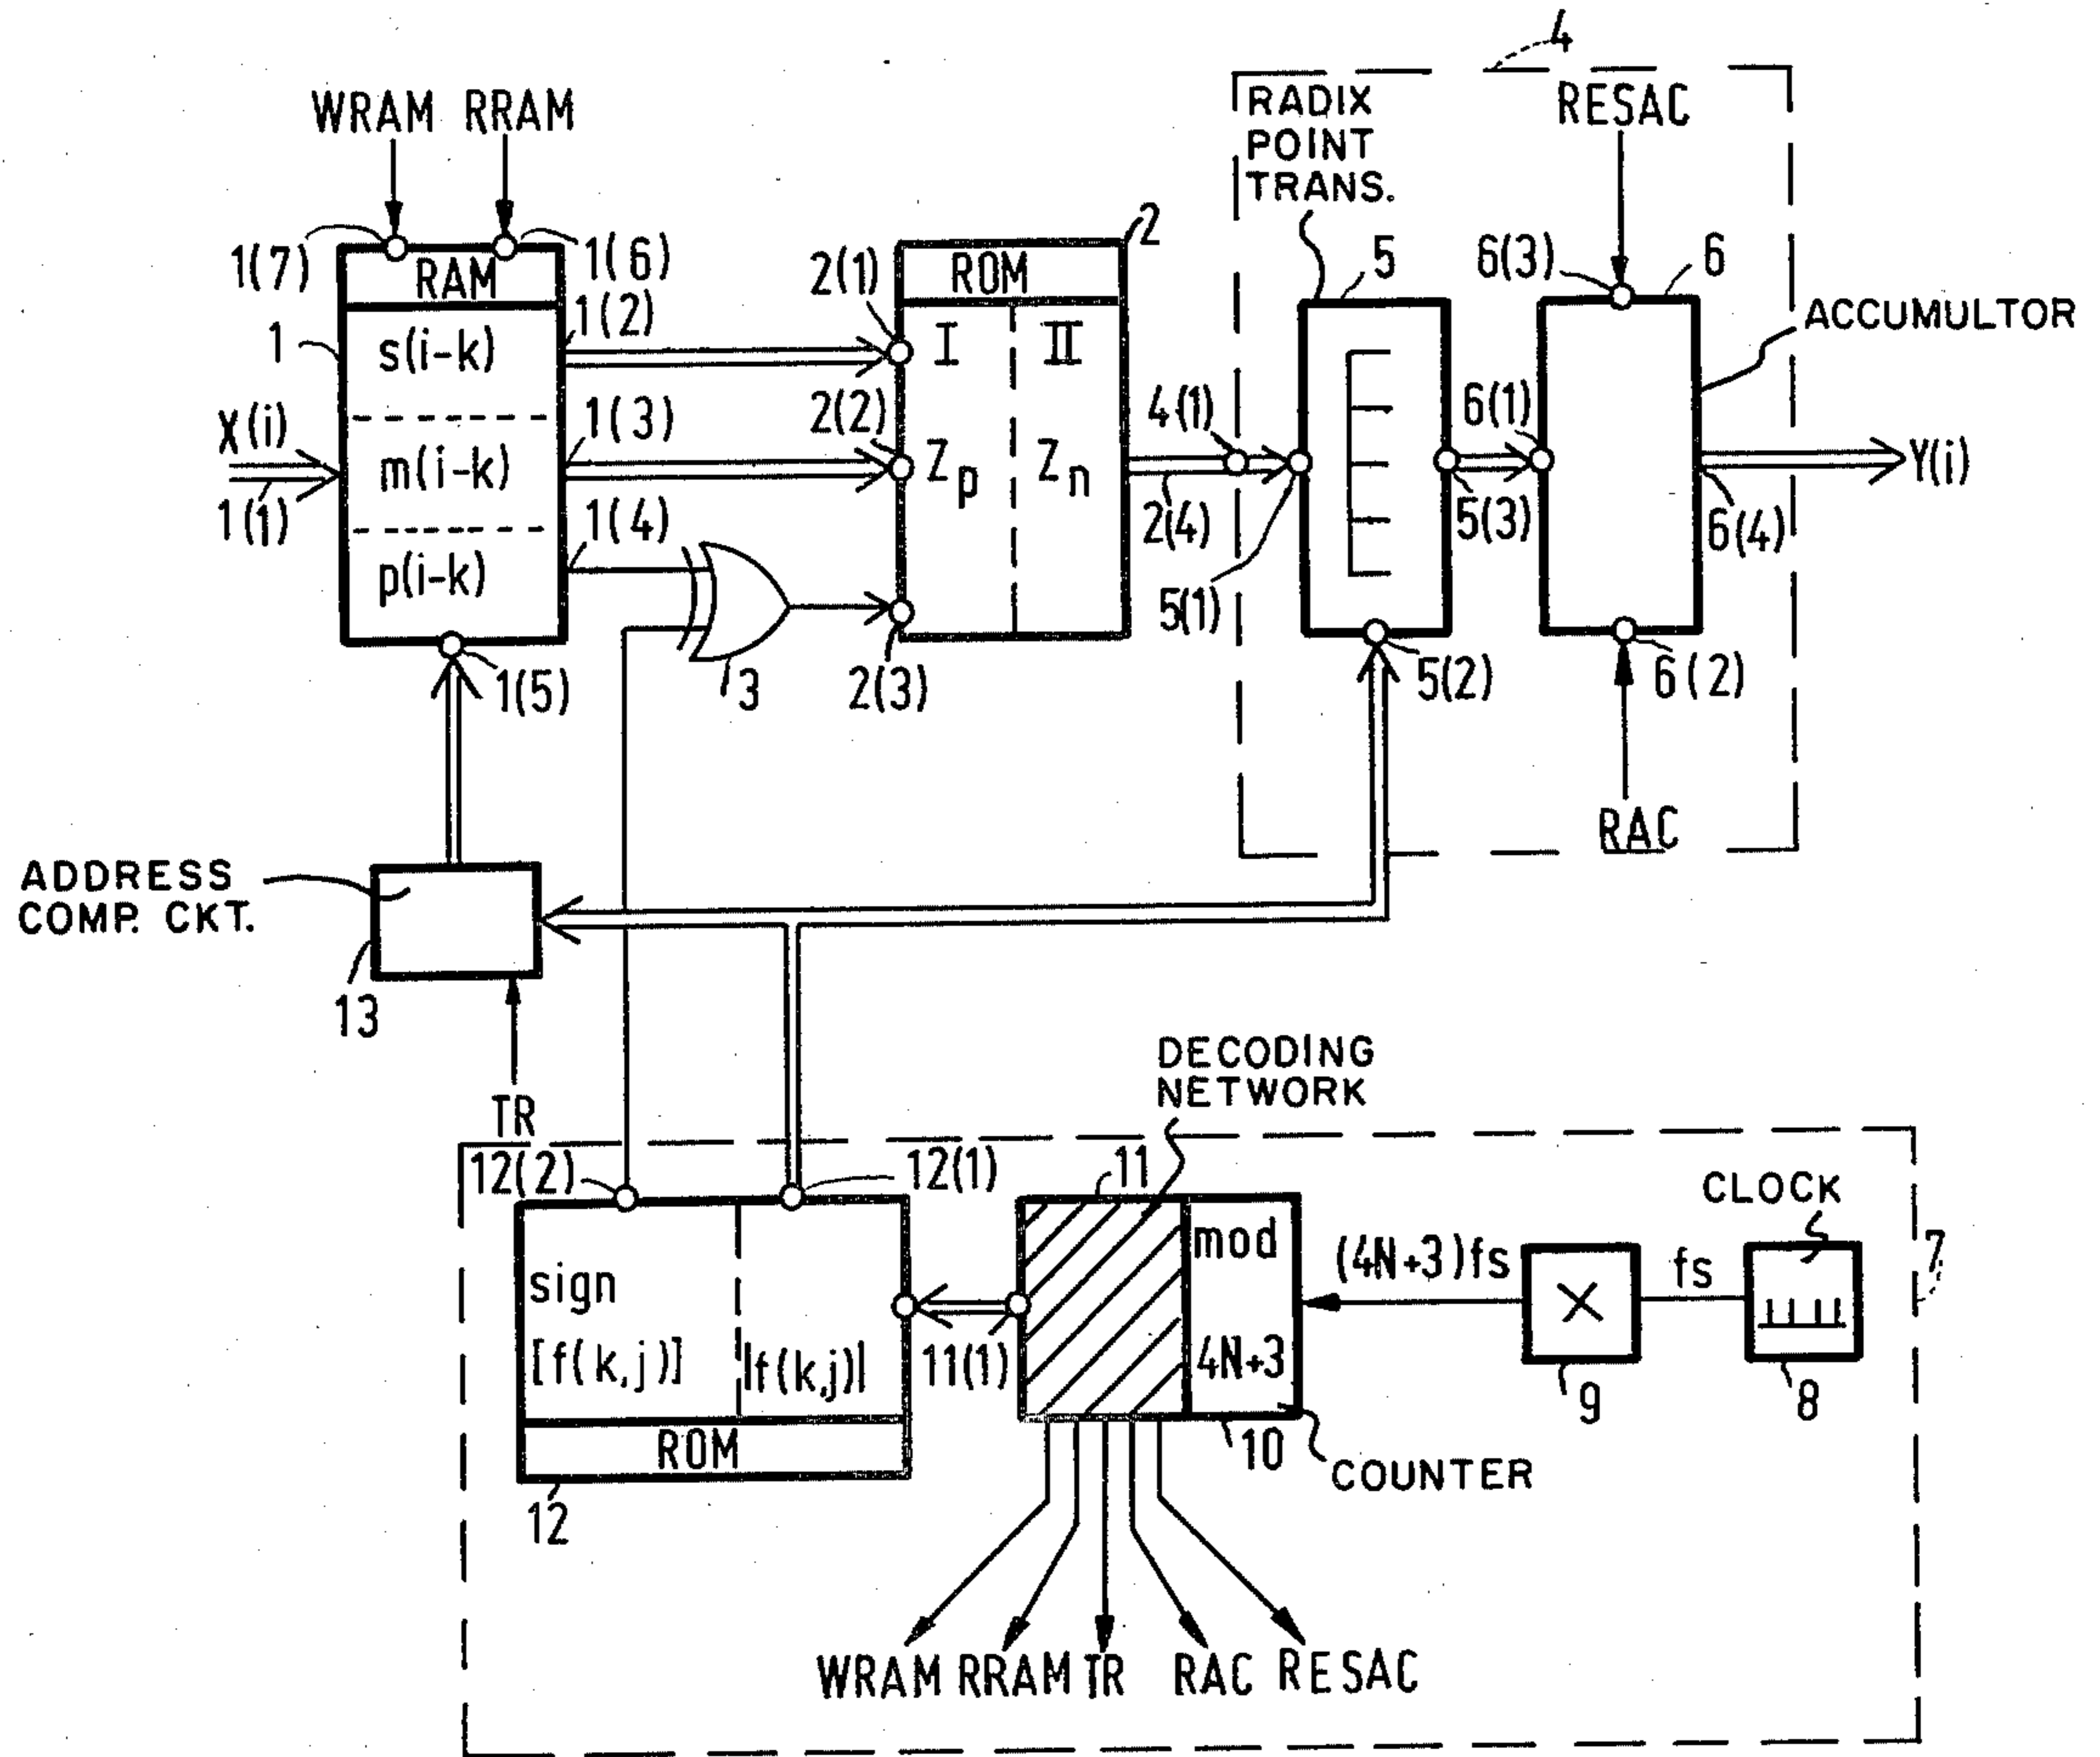 4
WRAM RRAM
RADIX
POINT
TRANS.
RESAC
1(7)
1(6)
RAM
2(1)
2
ROM
5
6(3)
6
ACCUMULTOR
1
s(i-k)
1(2)
I
II
X(i)
1(1)
m(i-k)
1(3)
2(2)
Zp
Zn
4(1)
2(4)
5(1)
6(1)
5(3)
6(4)
Y(i)
p(i-k)
1(4)
3
2(3)
1(5)
5(2)
6(2)
RAC
ADDRESS
COMP. CKT.
13
TR
DECODING
NETWORK
12(2)
12(1)
11
mod
4N+3
(4N+3)fs
fs
CLOCK
7
sign
[f(k,j)]
|f(k,j)|
11(1)
X
9
8
ROM
12
10
COUNTER
WRAM RRAM TR RAC RESAC